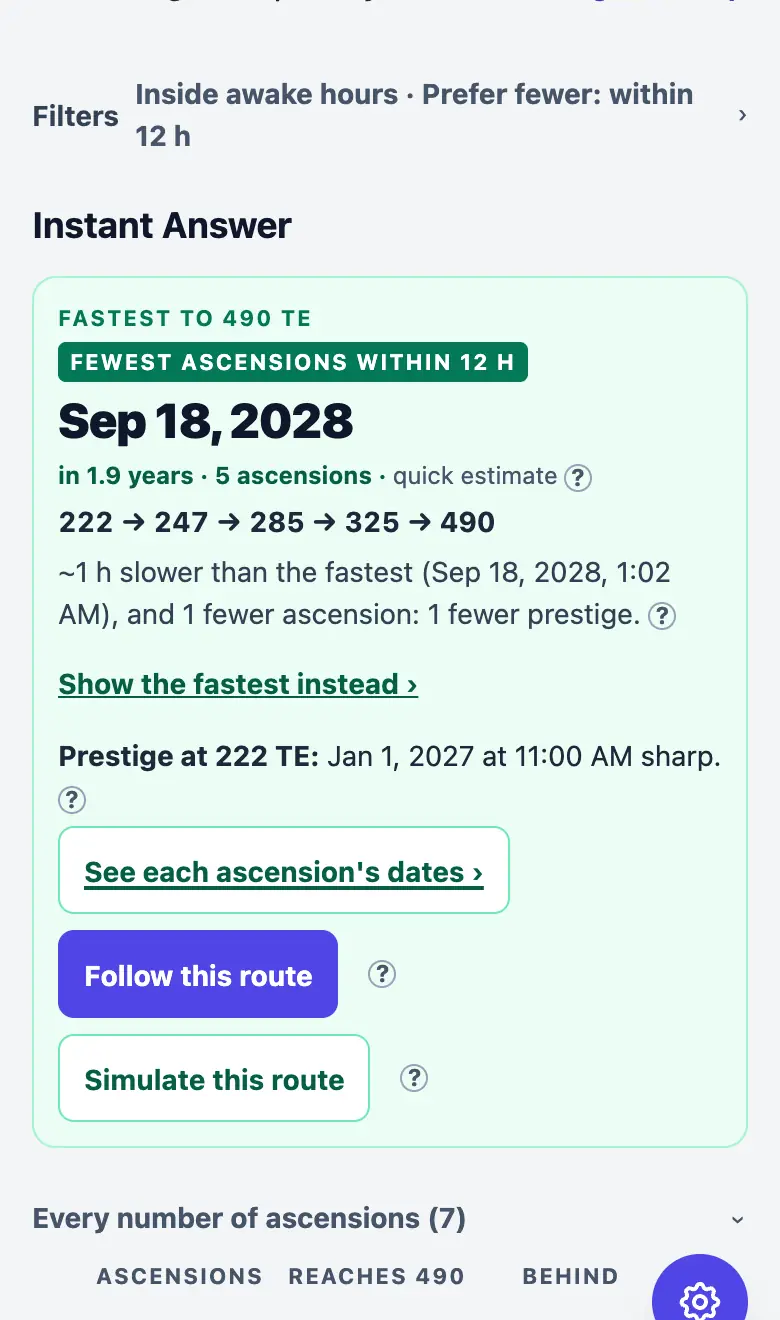 Filters
Inside awake hours · Prefer fewer: within
12 h
›
Instant Answer
FASTEST TO 490 TE
FEWEST ASCENSIONS WITHIN 12 H
Sep 18, 2028
in 1.9 years · 5 ascensions · quick estimate ?
222 → 247 → 285 → 325 → 490
~1 h slower than the fastest (Sep 18, 2028, 1:02
AM), and 1 fewer ascension: 1 fewer prestige. ?
Show the fastest instead ›
Prestige at 222 TE: Jan 1, 2027 at 11:00 AM sharp.
?
See each ascension's dates ›
Follow this route ?
Simulate this route ?
Every number of ascensions (7)
ASCENSIONS REACHES 490 BEHIND